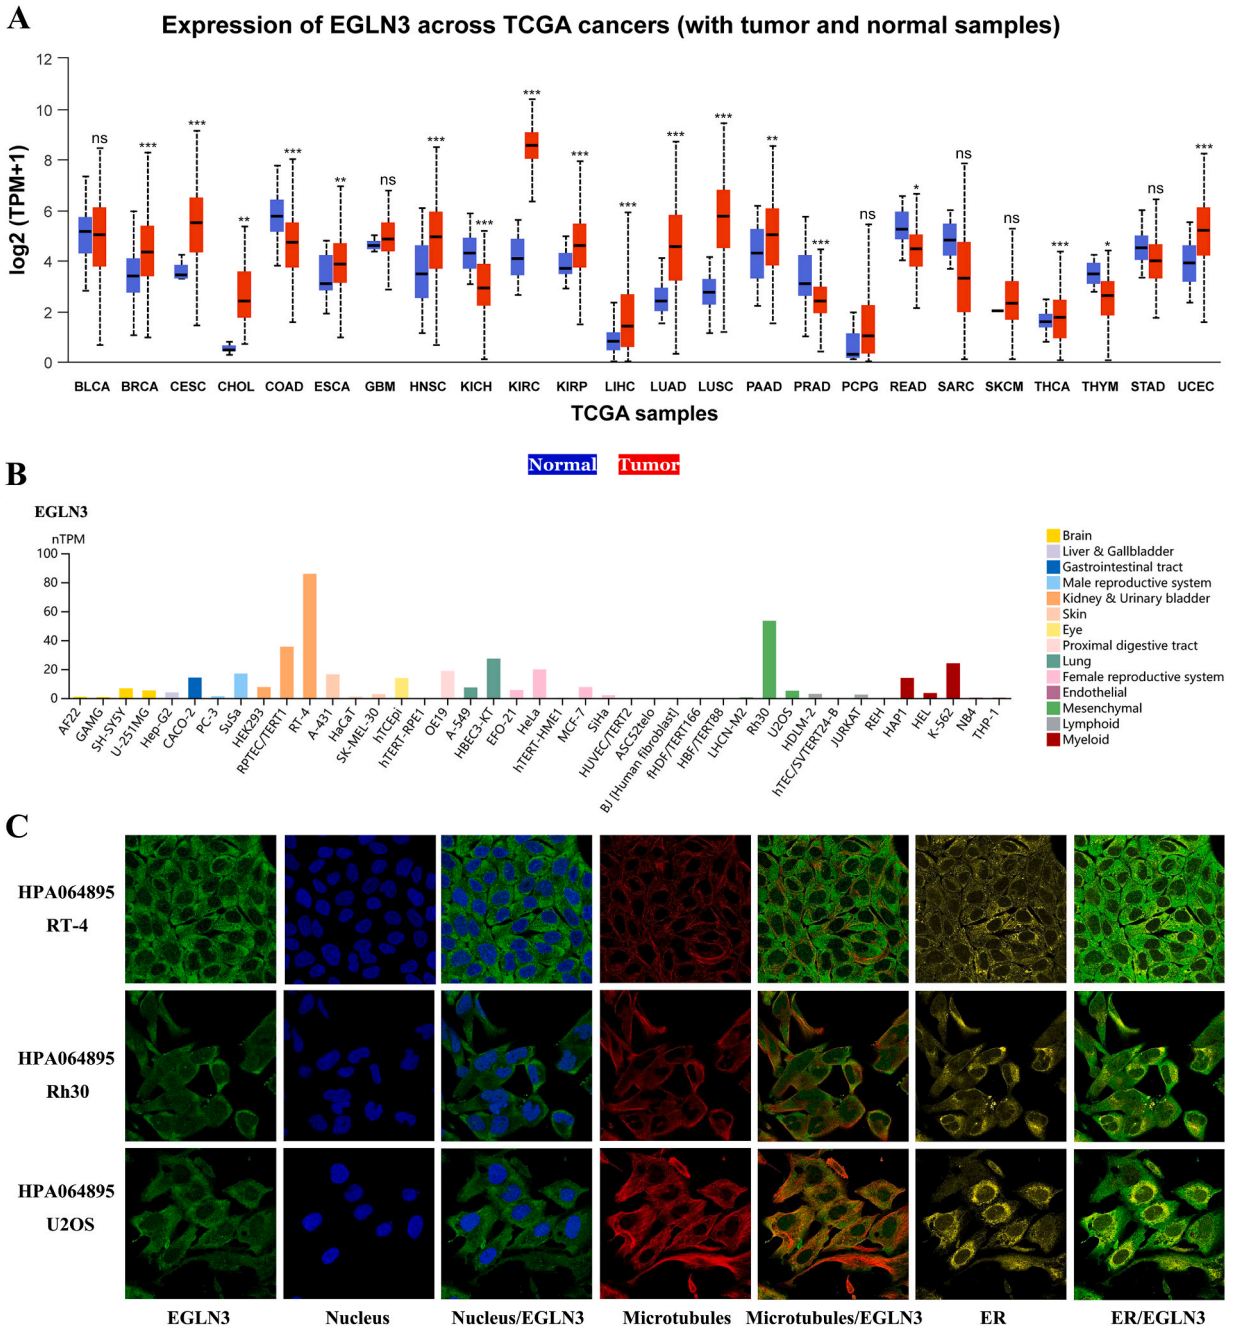 A
Expression of EGLN3 across TCGA cancers (with tumor and normal samples)
log2 (TPM+1)
12
10
8
6
4
2
0
ns *** *** ** *** ** ns *** *** *** *** *** *** *** ** *** ns * ns ns *** * ns ***
BLCA BRCA CESC CHOL COAD ESCA GBM HNSC KICH KIRC KIRP LIHC LUAD LUSC PAAD PRAD PCPG READ SARC SKCM THCA THYM STAD UCEC
TCGA samples
Normal Tumor
B
EGLN3
nTPM
100
80
60
40
20
0
AF22
GAMG
SH-SY5Y
U-251MG
Hep-G2
CACO-2
PC-3
SuSa
HEK293
RPTEC/TERT1
RT-4
A-431
HaCaT
SK-MEL-30
hTCEpi
hTERT-RPE1
OE19
A-549
HBEC3-KT
EFO-21
HeLa
hTERT-HME1
MCF-7
SiHa
HUVEC/TERT2
ASC52telo
BJ [Human fibroblast]
fHDF/TERT166
HBF/TERT88
LHCN-M2
Rh30
U2OS
HDLM-2
hTEC/SVTERT24-B
JURKAT
REH
HAP1
HEL
K-562
NB4
THP-1
Brain
Liver & Gallbladder
Gastrointestinal tract
Male reproductive system
Kidney & Urinary bladder
Skin
Eye
Proximal digestive tract
Lung
Female reproductive system
Endothelial
Mesenchymal
Lymphoid
Myeloid
C
HPA064895
RT-4
HPA064895
Rh30
HPA064895
U2OS
EGLN3 Nucleus Nucleus/EGLN3 Microtubules Microtubules/EGLN3 ER ER/EGLN3